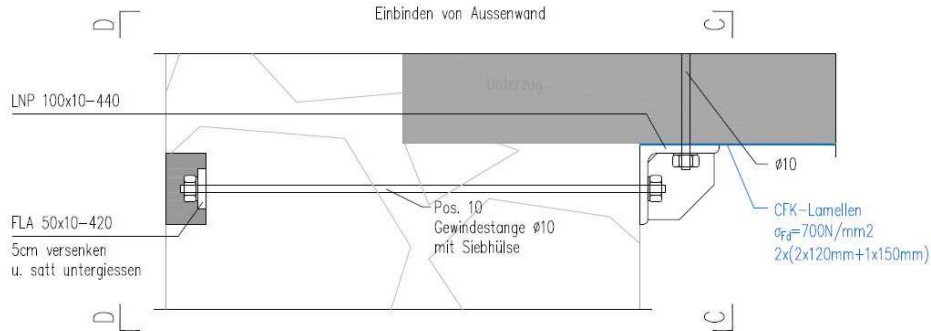 Einbinden von Aussenwand
D
C
LNP 100x10-440
Unterzug
ø10
FLA 50x10-420
5cm versenken
u. satt untergiessen
Pos. 10
Gewindestange ø10
mit Siebhülse
CFK-Lamellen
σFd=700N/mm2
2x(2x120mm+1x150mm)
D
C